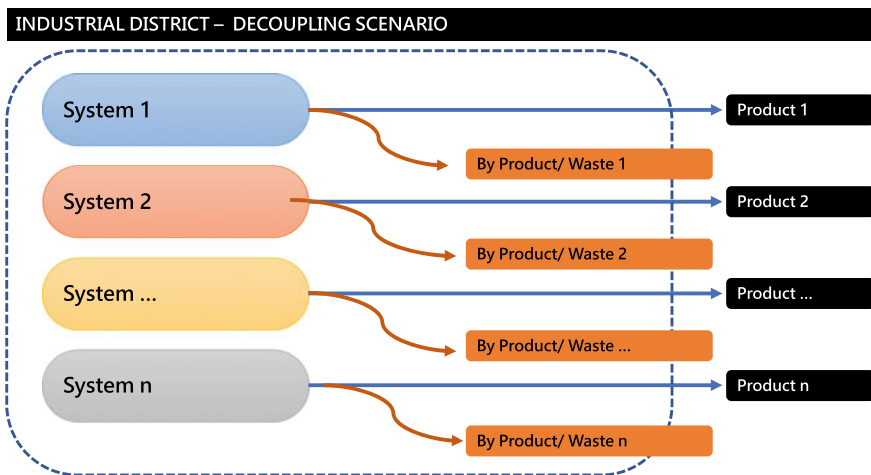 INDUSTRIAL DISTRICT – DECOUPLING SCENARIO
System 1
Product 1
By Product/ Waste 1
System 2
Product 2
By Product/ Waste 2
System ...
Product ...
By Product/ Waste ...
System n
Product n
By Product/ Waste n